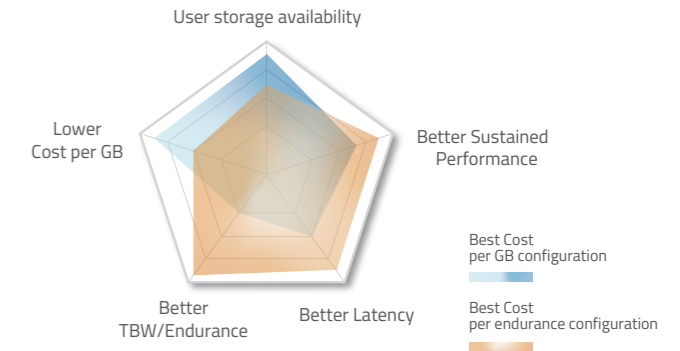 User storage availability
Lower
Cost per GB
Better Sustained
Performance
Better
TBW/Endurance
Better Latency
Best Cost
per GB configuration
Best Cost
per endurance configuration